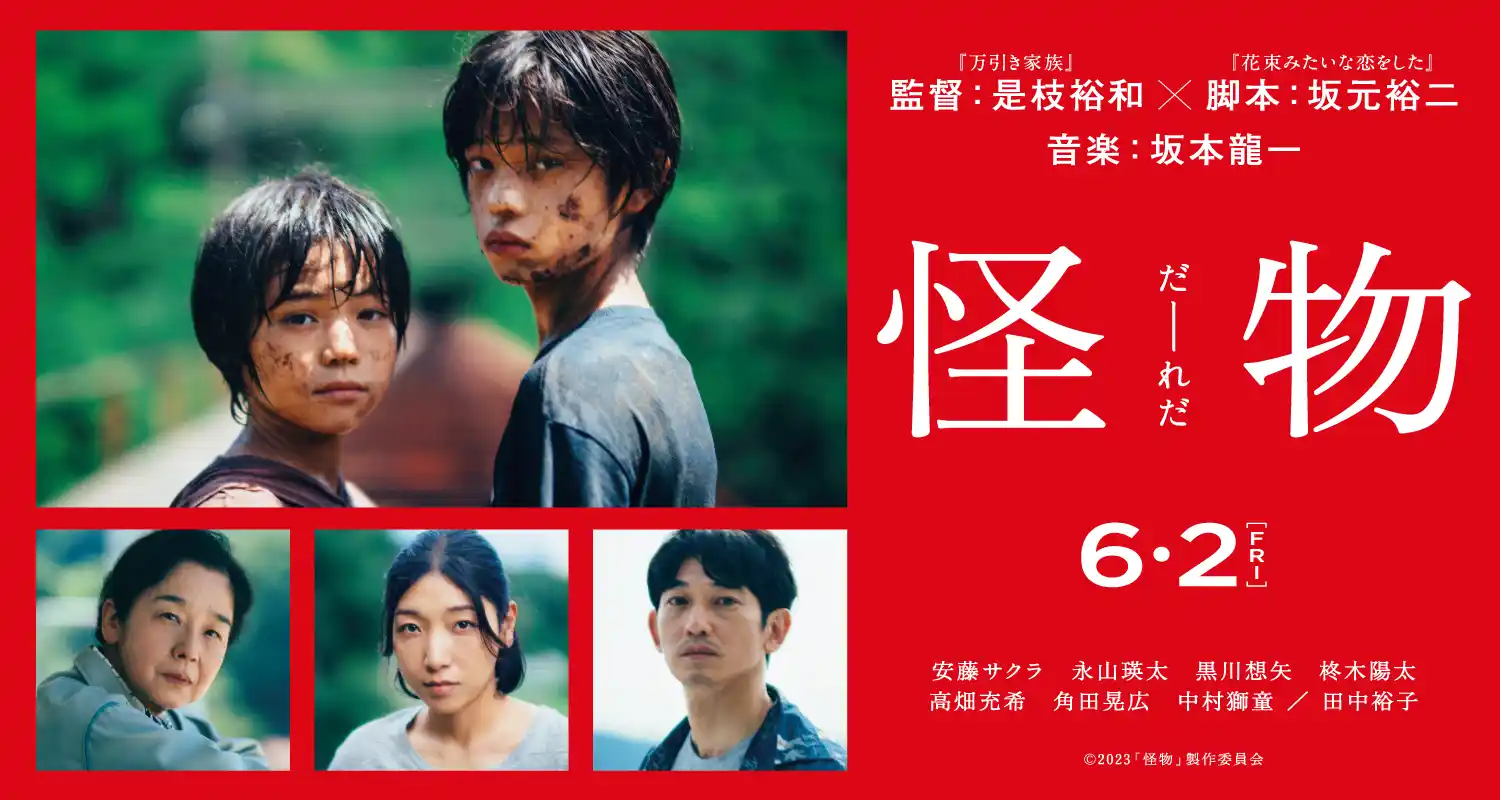 『万引き家族』 『花束みたいな恋をした』
監督：是枝裕和 × 脚本：坂元裕二
音楽：坂本龍一
怪物
だーれだ
6・2［FRI］
安藤サクラ 永山瑛太 黒川想矢 柊木陽太
高畑充希 角田晃広 中村獅童 ／ 田中裕子
©2023「怪物」製作委員会